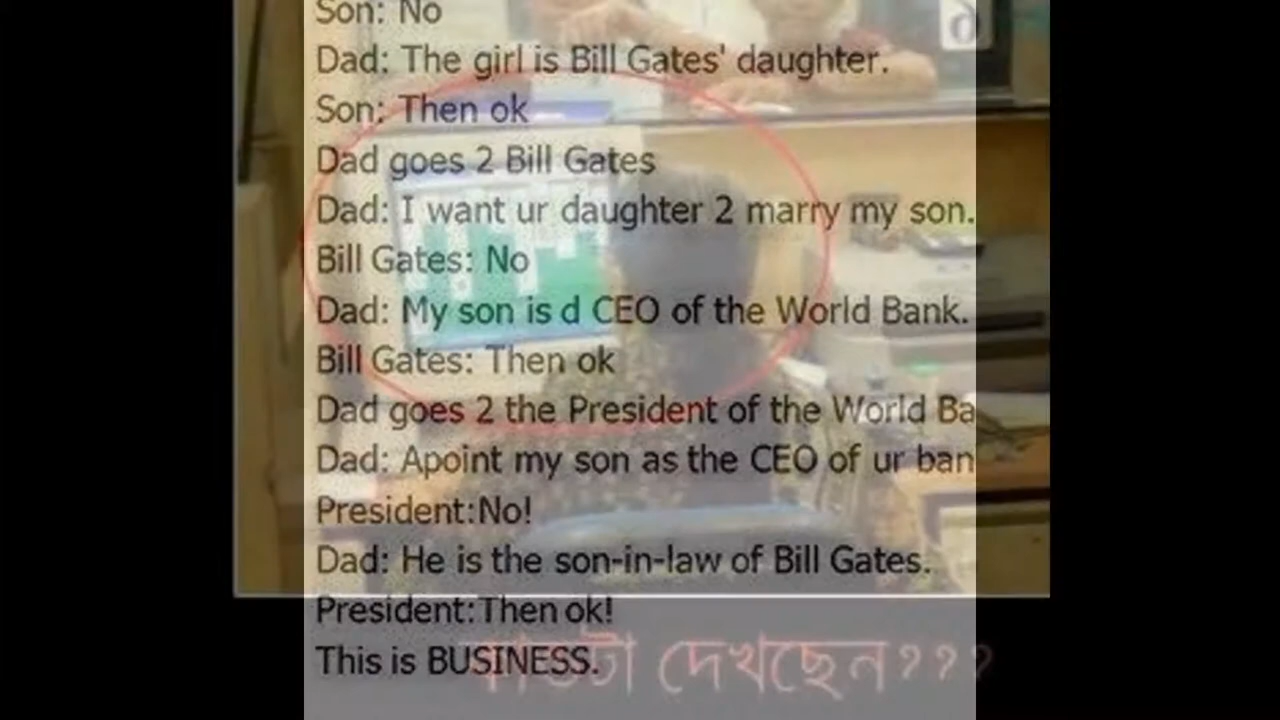 Son: No
Dad: The girl is Bill Gates' daughter.
Son: Then ok
Dad goes 2 Bill Gates
Dad: I want ur daughter 2 marry my son.
Bill Gates: No
Dad: My son is d CEO of the World Bank.
Bill Gates: Then ok
Dad goes 2 the President of the World Ba
Dad: Apoint my son as the CEO of ur ban
President:No!
Dad: He is the son-in-law of Bill Gates.
President:Then ok!
This is BUSINESS.
দেখছেন???